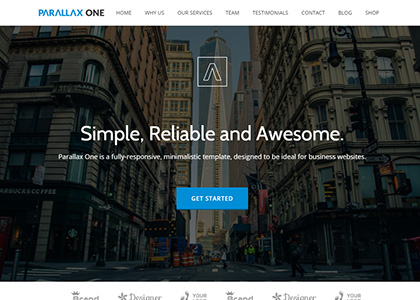 PARALLAX ONE
HOME WHY US OUR SERVICES TEAM TESTIMONIALS CONTACT BLOG SHOP
Simple, Reliable and Awesome.
Parallax One is a fully-responsive, minimalistic template, designed to be ideal for business websites.
GET STARTED
STARBUCKS COFFEE
Brand Designer YOUR Brand Designer YOUR